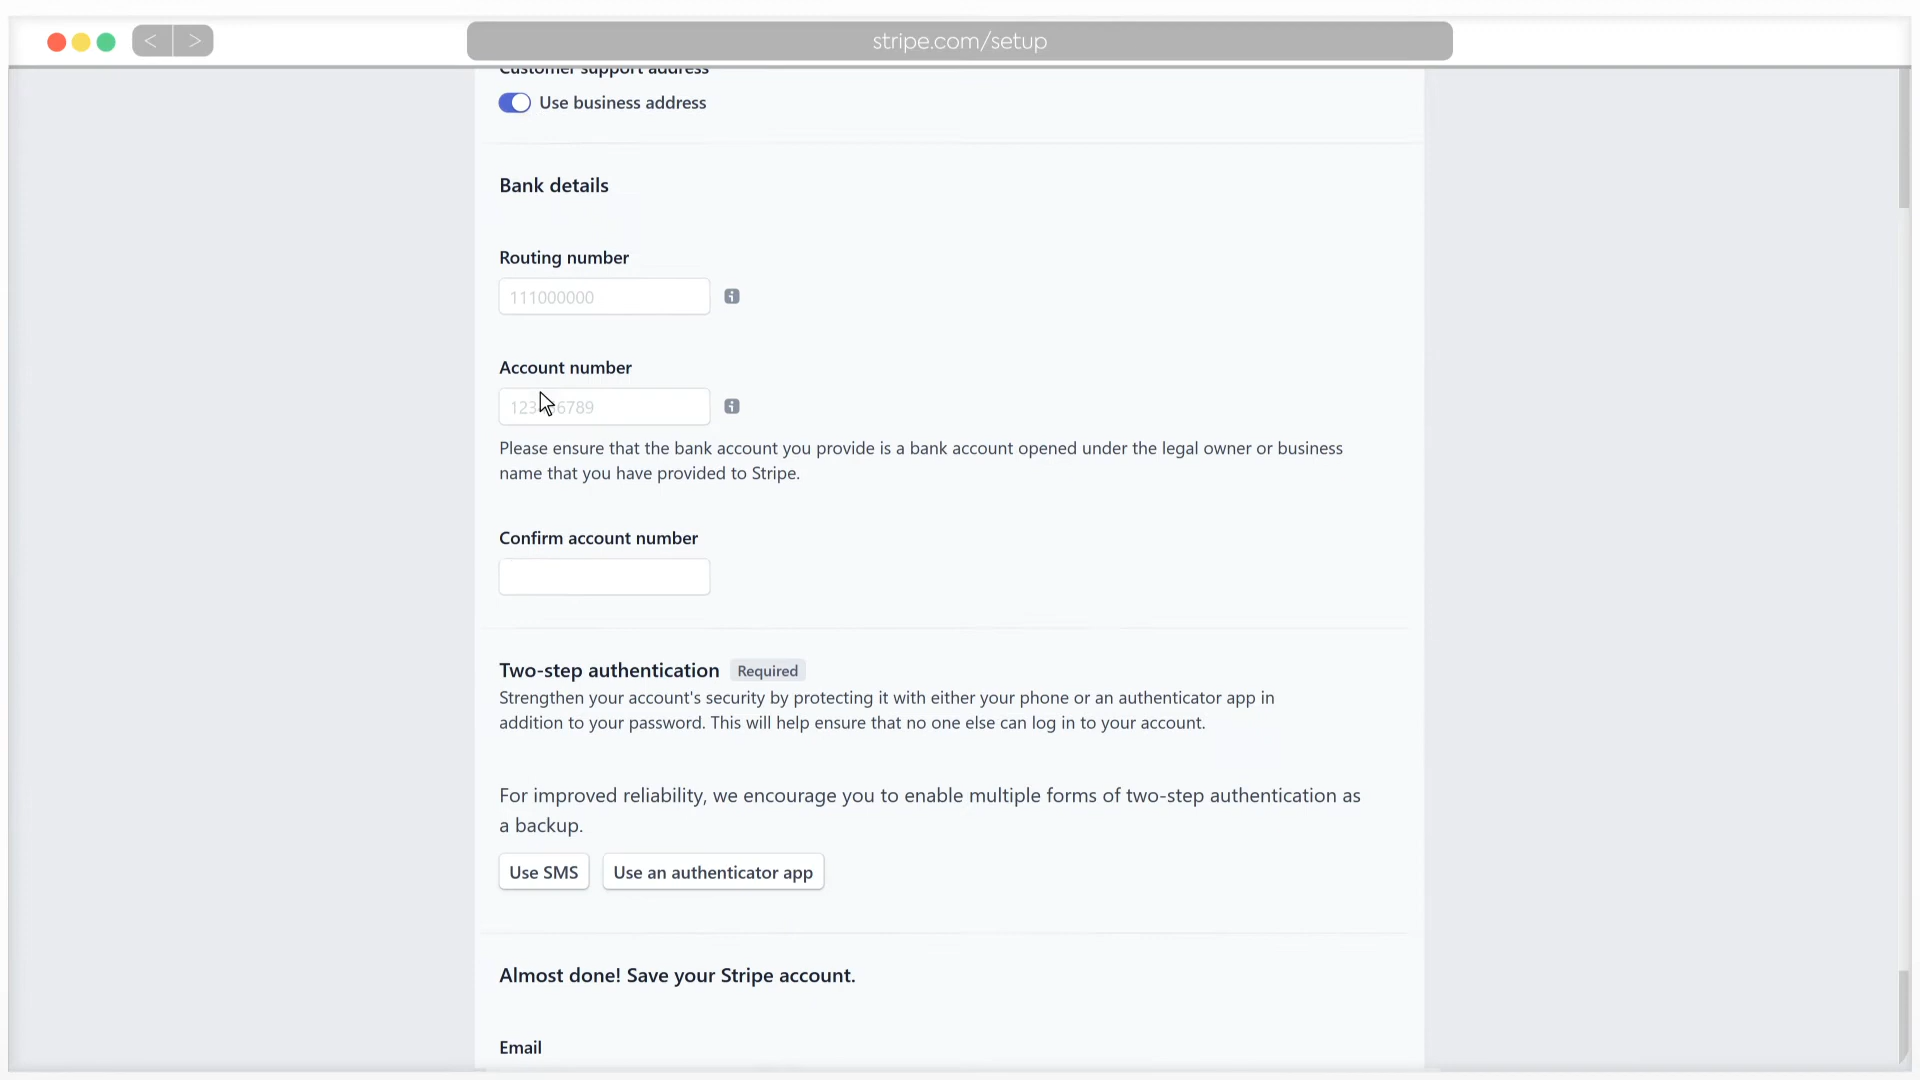 < > stripe.com/setup
Customer support address
Use business address
Bank details
Routing number
111000000
Account number
123 6789
Please ensure that the bank account you provide is a bank account opened under the legal owner or business
name that you have provided to Stripe.
Confirm account number
Two-step authentication Required
Strengthen your account's security by protecting it with either your phone or an authenticator app in
addition to your password. This will help ensure that no one else can log in to your account.
For improved reliability, we encourage you to enable multiple forms of two-step authentication as
a backup.
Use SMS Use an authenticator app
Almost done! Save your Stripe account.
Email